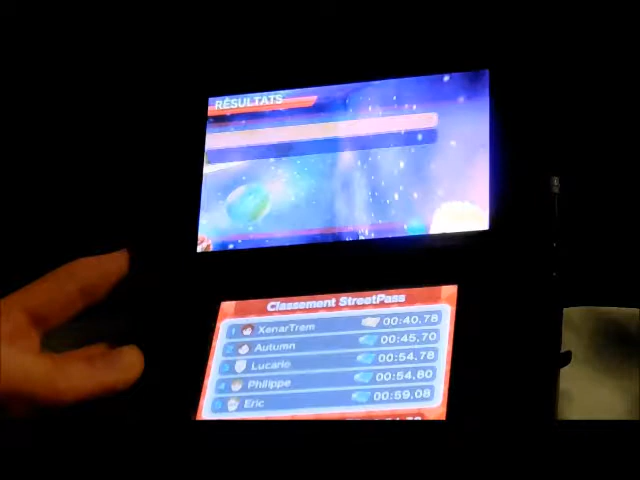 RÉSULTATS
Classement StreetPass
1 XenarTrem 00:40,78
2 Autumn 00:45,70
3 Lucario 00:54,78
4 Philippe 00:54,80
5 Eric 00:59,08